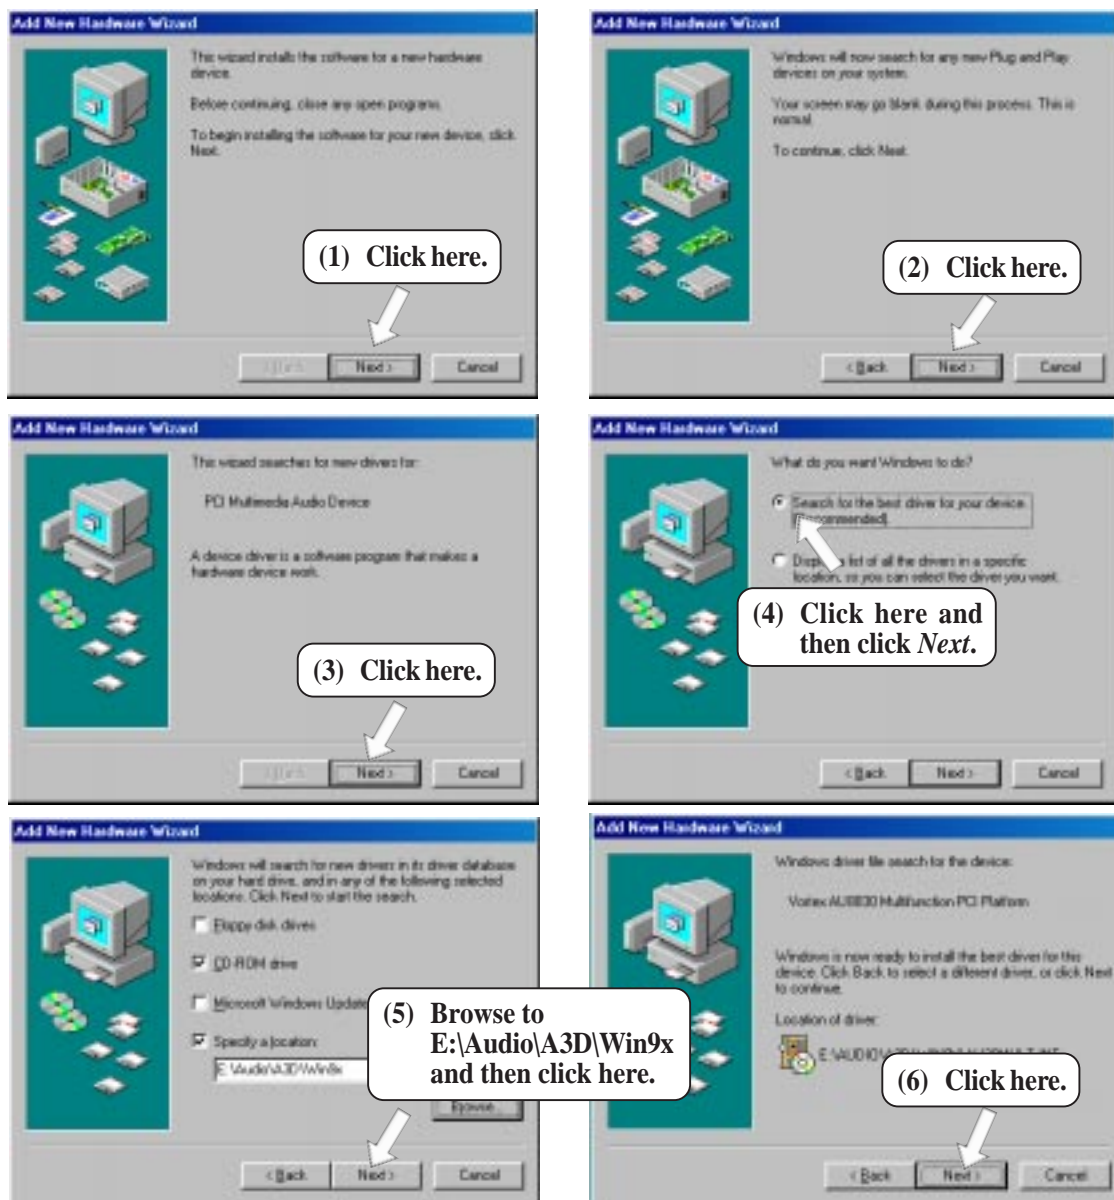 Add New Hardware Wizard
This wizard installs the software for a new hardware
device.
Before continuing, close any open programs.
To begin installing the software for your new device, click
Next.
(1) Click here.
Next >
Cancel
Add New Hardware Wizard
Windows will now search for any new Plug and Play
devices on your system.
Your screen may go blank during this process. This is
normal.
To continue, click Next.
(2) Click here.
< Back
Next >
Cancel
Add New Hardware Wizard
This wizard searches for new drivers for:
PCI Multimedia Audio Device
A device driver is a software program that makes a
hardware device work.
(3) Click here.
Next >
Cancel
Add New Hardware Wizard
What do you want Windows to do?
Search for the best driver for your device.
location, so you can select the driver you want.
(4) Click here and
then click Next.
< Back
Next >
Cancel
Add New Hardware Wizard
Windows will search for new drivers in its driver database
on your hard drive, and in any of the following selected
locations. Click Next to start the search.
Floppy disk drives
CD-ROM drive
Microsoft Windows Update
Specify a location:
E:\Audio\A3D\Win9x
Browse...
(5) Browse to
E:\Audio\A3D\Win9x
and then click here.
< Back
Next >
Cancel
Add New Hardware Wizard
Windows driver file search for the device:
Vortex AU8830 Multifunction PCI Platform
Windows is now ready to install the best driver for this
device. Click Back to select a different driver, or click Next
to continue.
Location of driver:
(6) Click here.
< Back
Next >
Cancel